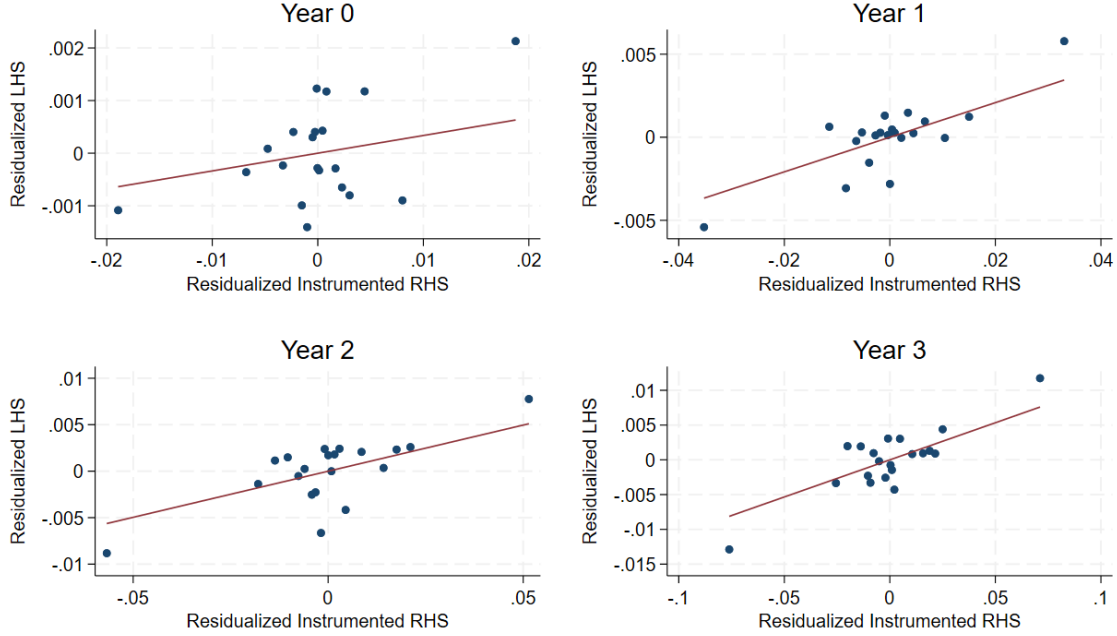 Year 0
Residualized LHS
.002
.001
0
-.001
-.02 -.01 0 .01 .02
Residualized Instrumented RHS
Year 1
Residualized LHS
.005
0
-.005
-.04 -.02 0 .02 .04
Residualized Instrumented RHS
Year 2
Residualized LHS
.01
.005
0
-.005
-.01
-.05 0 .05
Residualized Instrumented RHS
Year 3
Residualized LHS
.01
.005
0
-.005
-.01
-.015
-.1 -.05 0 .05 .1
Residualized Instrumented RHS